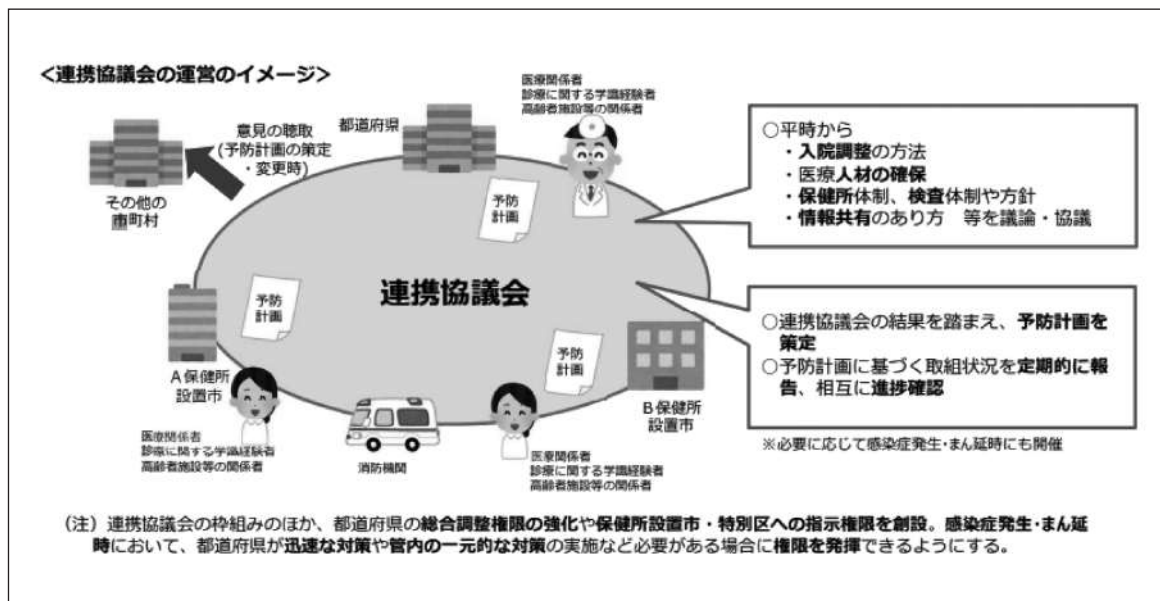 <連携協議会の運営のイメージ>
医療関係者
診療に関する学識経験者
高齢者施設等の関係者
都道府県
意見の聴取
(予防計画の策定
・変更時)
その他の
市町村
予防
計画
○平時から
・入院調整の方法
・医療人材の確保
・保健所体制、検査体制や方針
・情報共有のあり方 等を議論・協議
連携協議会
予防
計画
予防
計画
○連携協議会の結果を踏まえ、予防計画を
策定
○予防計画に基づく取組状況を定期的に報
告、相互に進捗確認
A保健所
設置市
B保健所
設置市
※必要に応じて感染症発生・まん延時にも開催
医療関係者
診療に関する学識経験者
高齢者施設等の関係者
消防機関
医療関係者
診療に関する学識経験者
高齢者施設等の関係者
(注)連携協議会の枠組みのほか、都道府県の総合調整権限の強化や保健所設置市・特別区への指示権限を創設。感染症発生・まん延
時において、都道府県が迅速な対策や管内の一元的な対策の実施など必要がある場合に権限を発揮できるようにする。